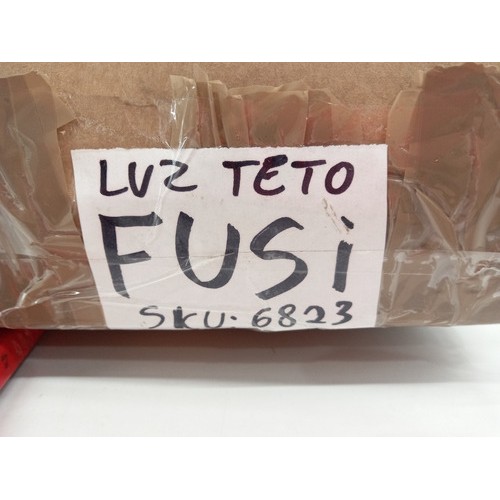 LUZ TETO
FUSi
SKU. 6823